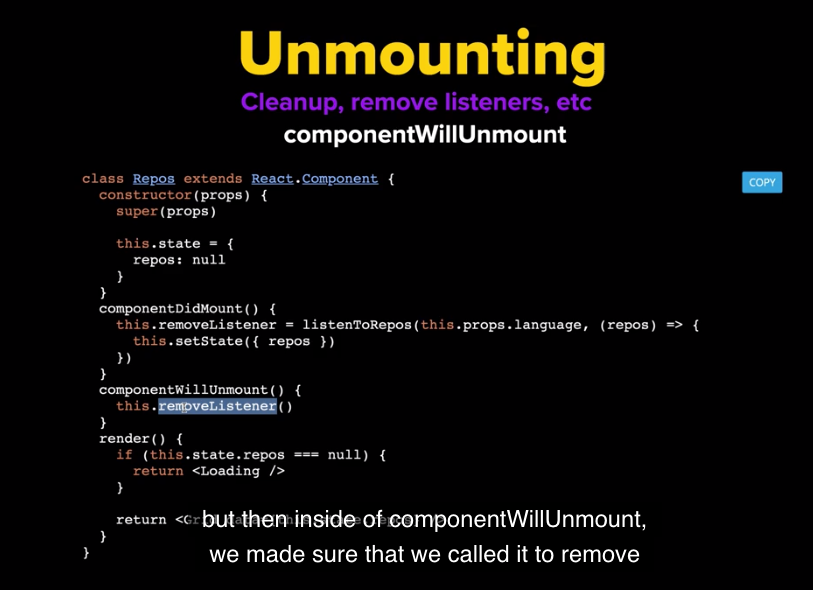 Unmounting
Cleanup, remove listeners, etc
componentWillUnmount
COPY
class Repos extends React.Component {
  constructor(props) {
    super(props)

    this.state = {
      repos: null
    }
  }
  componentDidMount() {
    this.removeListener = listenToRepos(this.props.language, (repos) => {
      this.setState({ repos })
    })
  }
  componentWillUnmount() {
    this.removeListener()
  }
  render() {
    if (this.state.repos === null) {
      return <Loading />
    }

    return <
  }
}
but then inside of componentWillUnmount,
we made sure that we called it to remove